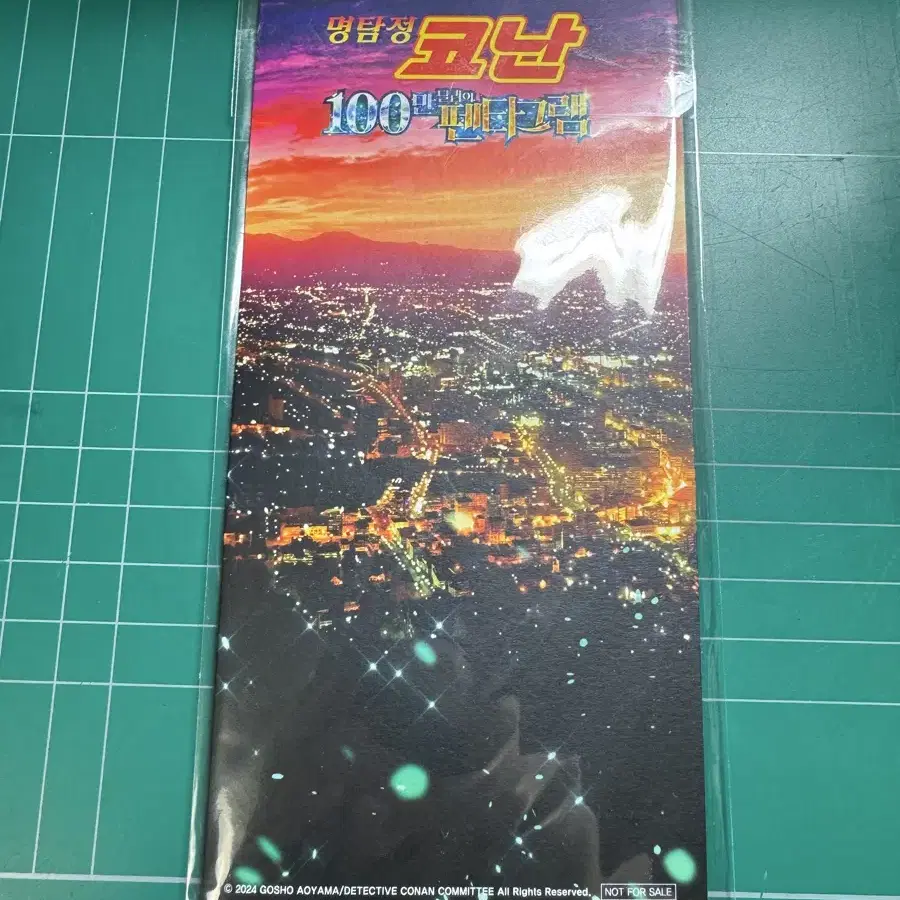 명탐정 코난
100만 달러의 펜타그램
© 2024 GOSHO AOYAMA/DETECTIVE CONAN COMMITTEE All Rights Reserved. NOT FOR SALE